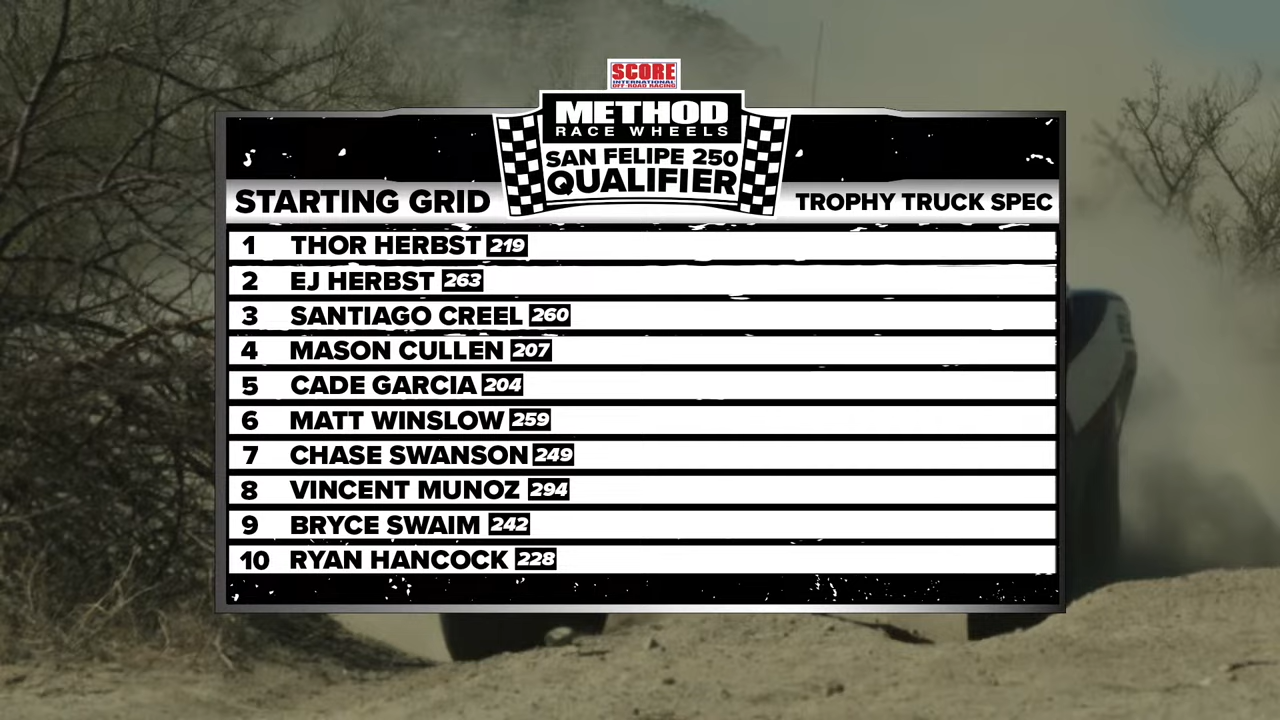 SCORE
INTERNATIONAL
OFF ROAD RACING
METHOD
RACE WHEELS
SAN FELIPE 250
QUALIFIER
STARTING GRID
TROPHY TRUCK SPEC
1 THOR HERBST 219
2 EJ HERBST 263
3 SANTIAGO CREEL 260
4 MASON CULLEN 207
5 CADE GARCIA 204
6 MATT WINSLOW 259
7 CHASE SWANSON 249
8 VINCENT MUNOZ 294
9 BRYCE SWAIM 242
10 RYAN HANCOCK 228